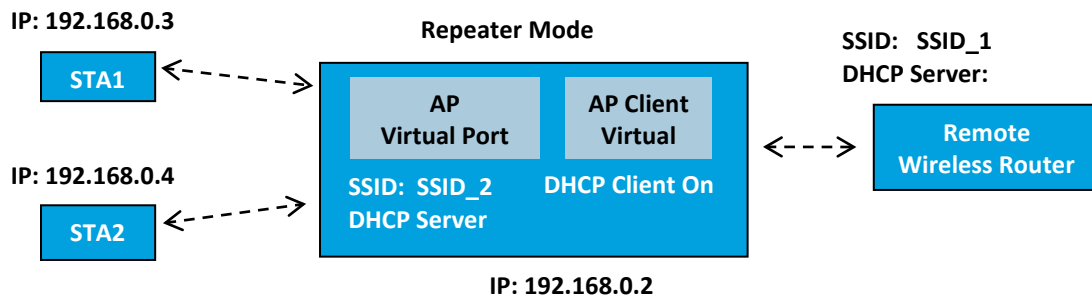 IP: 192.168.0.3
STA1
IP: 192.168.0.4
STA2
Repeater Mode
AP
Virtual Port
AP Client
Virtual
SSID:  SSID_2
DHCP Server
DHCP Client On
IP: 192.168.0.2
SSID:   SSID_1
DHCP Server:
Remote
Wireless Router